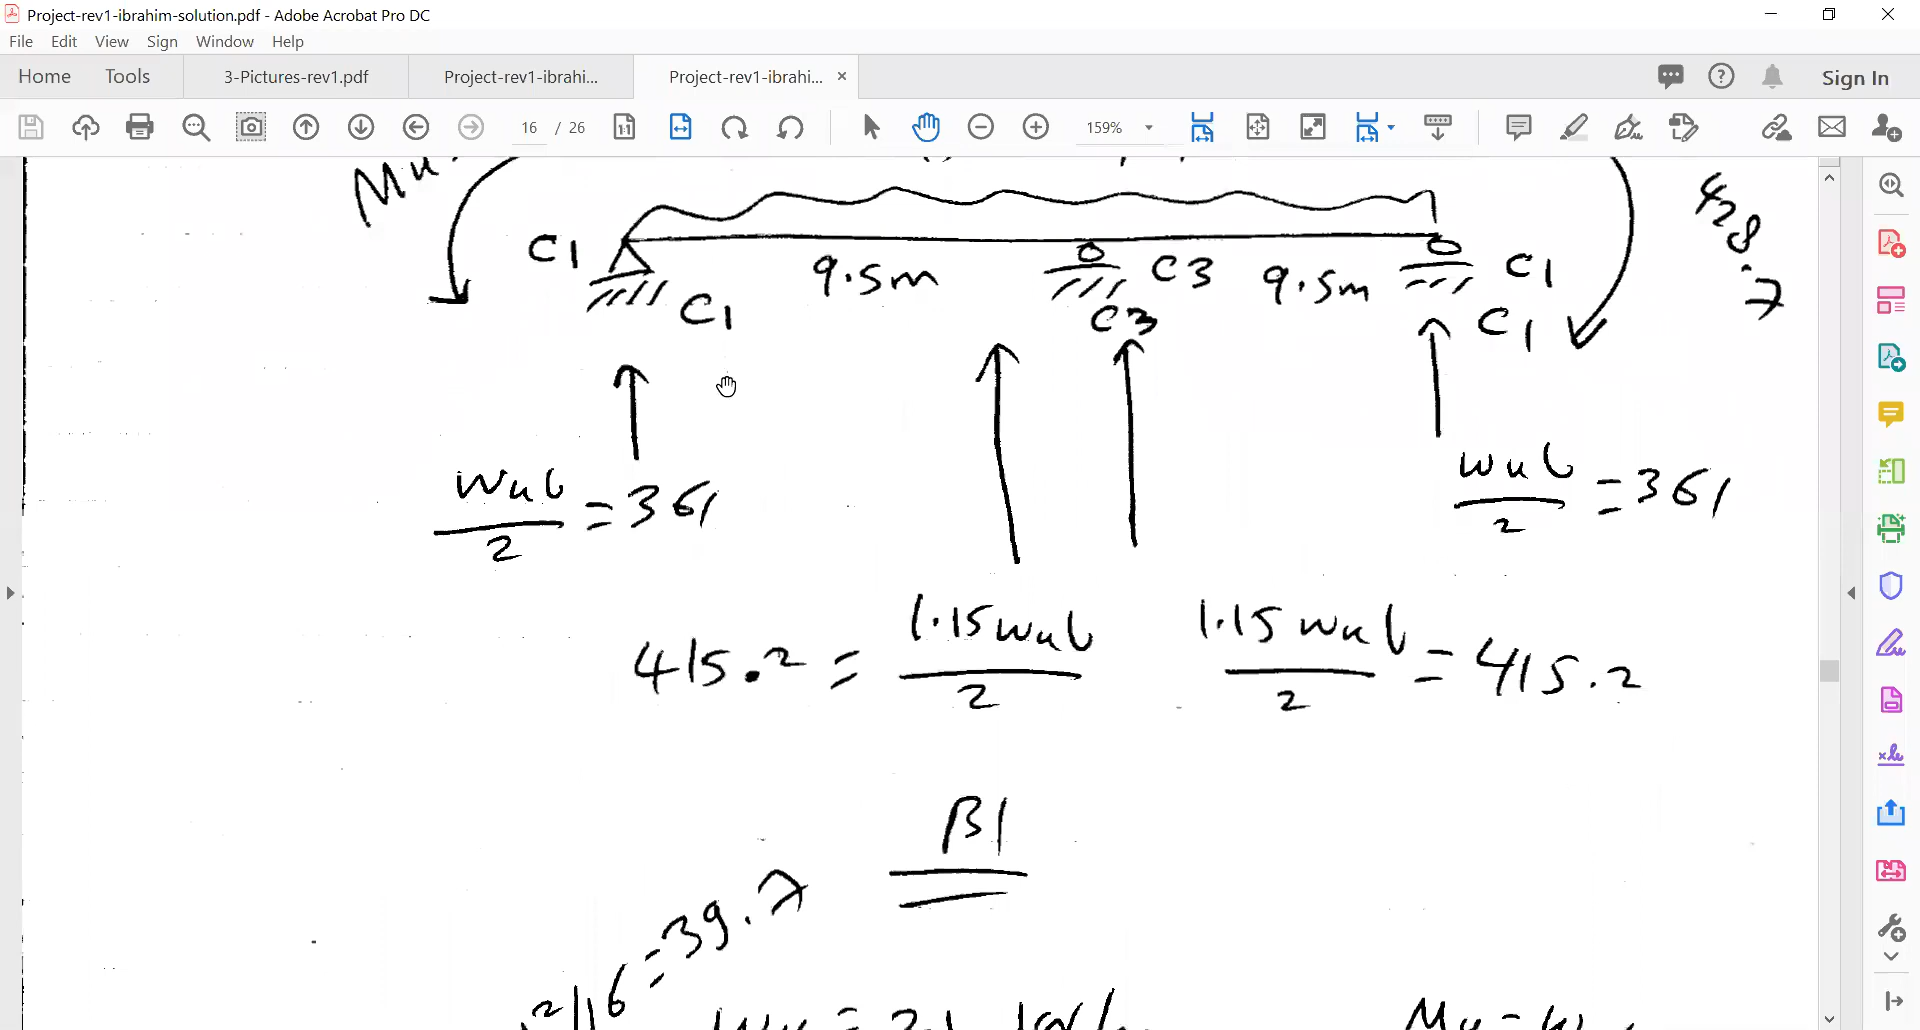 Project-rev1-ibrahim-solution.pdf - Adobe Acrobat Pro DC
File Edit View Sign Window Help
Home Tools 3-Pictures-rev1.pdf Project-rev1-ibrahi... Project-rev1-ibrahi... × Sign In
16 / 26 159%
Mu
428.7
C1 9.5m C3 9.5m C1
C1 C3 C1
wul/2 = 361
wul/2 = 361
415.2 = 1.15wul/2
1.15wul/2 = 415.2
B1
²/16 = 39.7